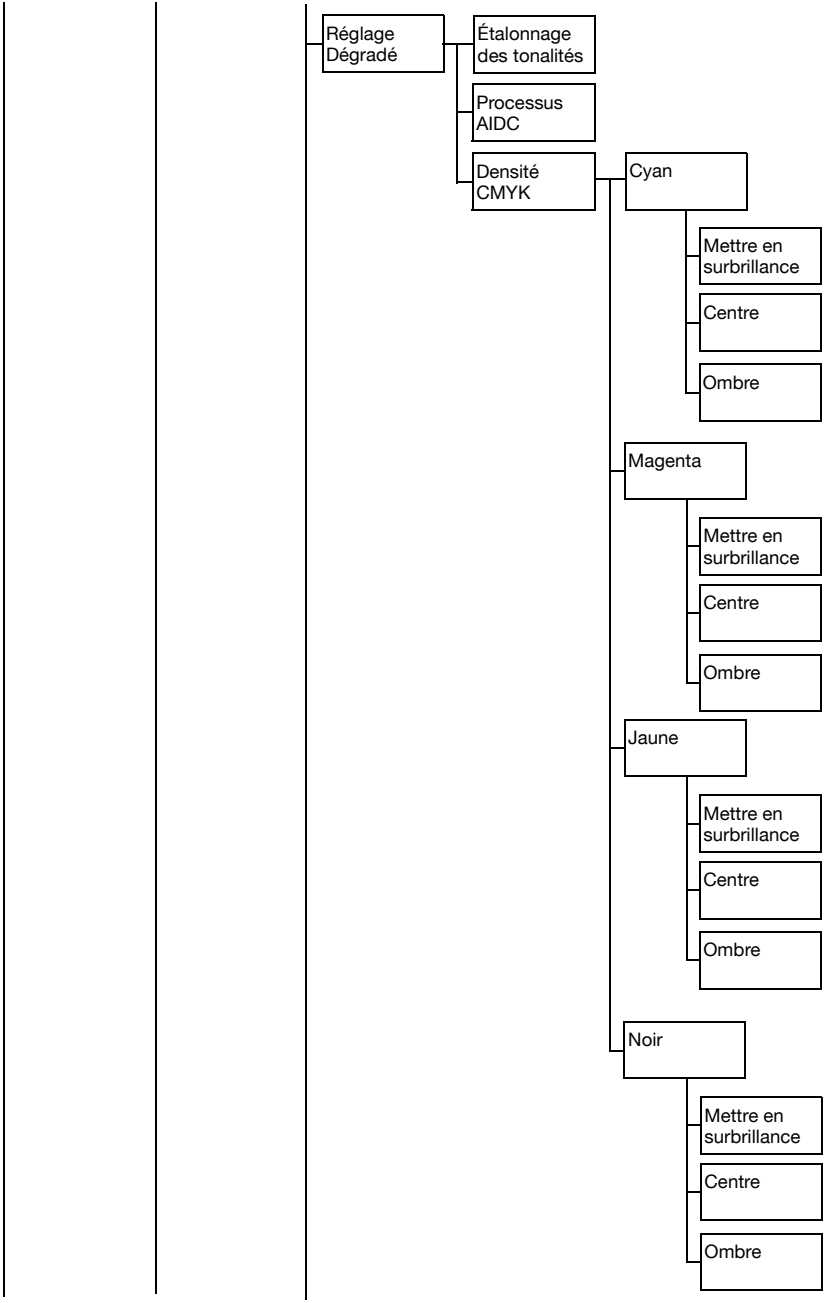 Réglage
Dégradé
Étalonnage
des tonalités
Processus
AIDC
Densité
CMYK
Cyan
Mettre en
surbrillance
Centre
Ombre
Magenta
Mettre en
surbrillance
Centre
Ombre
Jaune
Mettre en
surbrillance
Centre
Ombre
Noir
Mettre en
surbrillance
Centre
Ombre